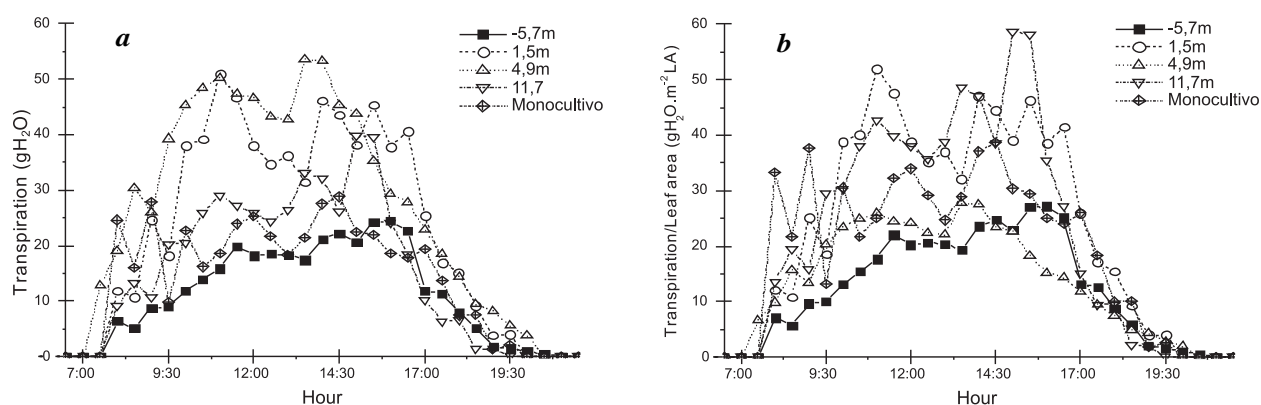 a
-5,7m
1,5m
4,9m
11,7
Monocultivo
60
50
40
30
20
10
-0
Transpiration (gH₂O)
7:00 9:30 12:00 14:30 17:00 19:30
Hour
b
-5,7m
1,5m
4,9m
11,7m
Monocultivo
60
50
40
30
20
10
0
Transpiration/Leaf area (gH₂O.m⁻²LA)
7:00 9:30 12:00 14:30 17:00 19:30
Hour